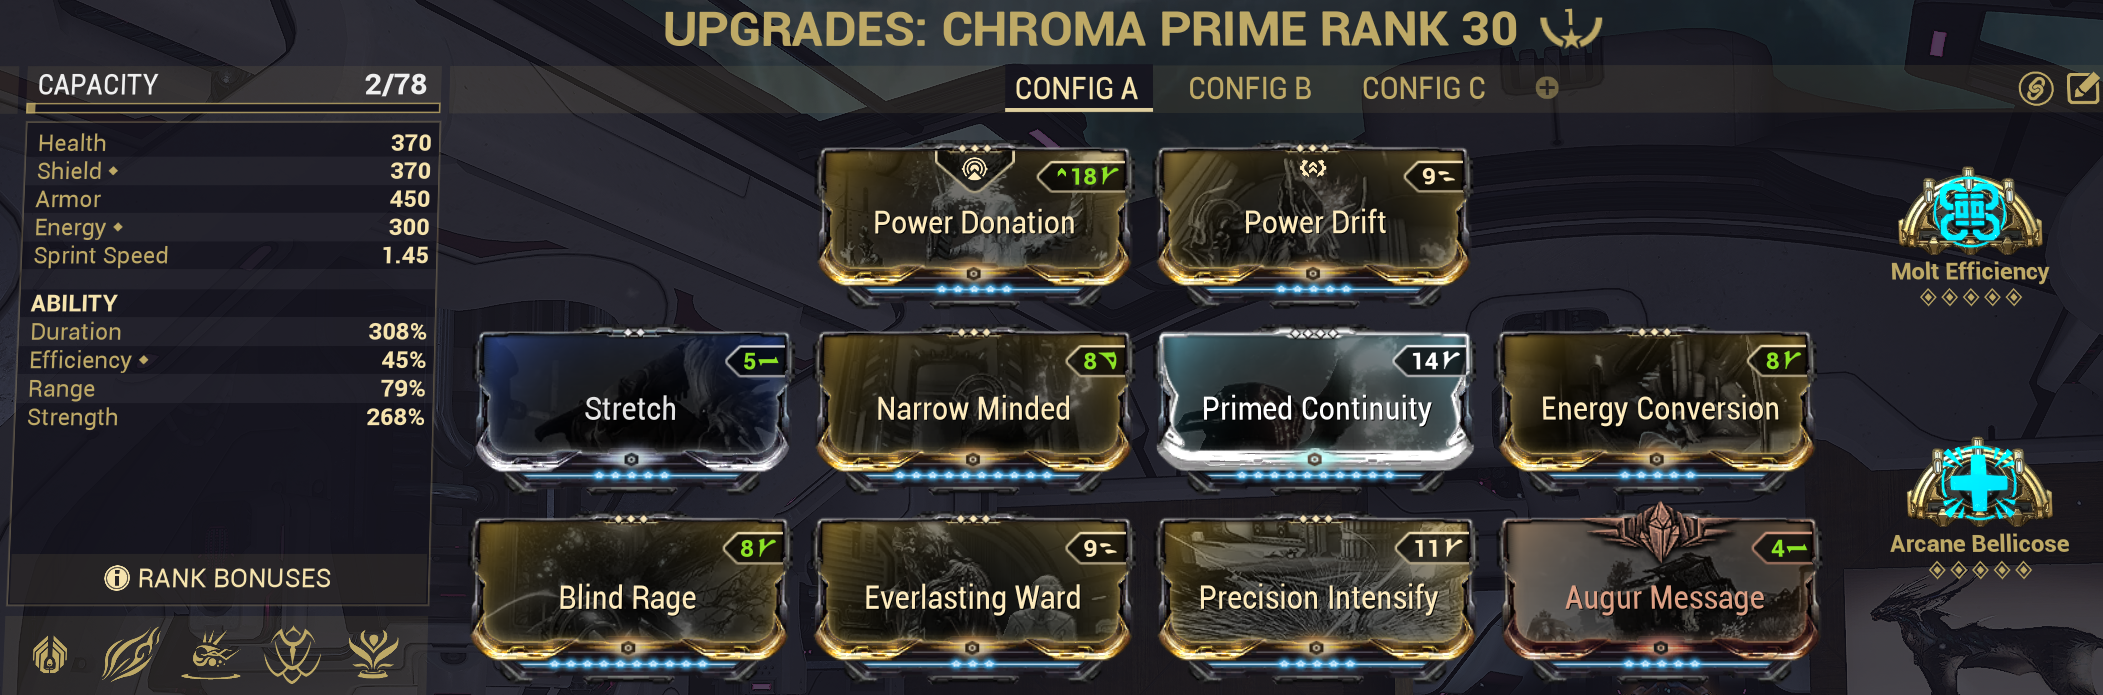 UPGRADES: CHROMA PRIME RANK 30 1
CAPACITY 2/78
CONFIG A CONFIG B CONFIG C
Health 370
Shield 370
Armor 450
Energy 300
Sprint Speed 1.45
ABILITY
Duration 308%
Efficiency 45%
Range 79%
Strength 268%
RANK BONUSES
^18
Power Donation
9
Power Drift
Molt Efficiency
5
Stretch
8
Narrow Minded
14
Primed Continuity
8
Energy Conversion
8
Blind Rage
9
Everlasting Ward
11
Precision Intensify
4
Augur Message
Arcane Bellicose